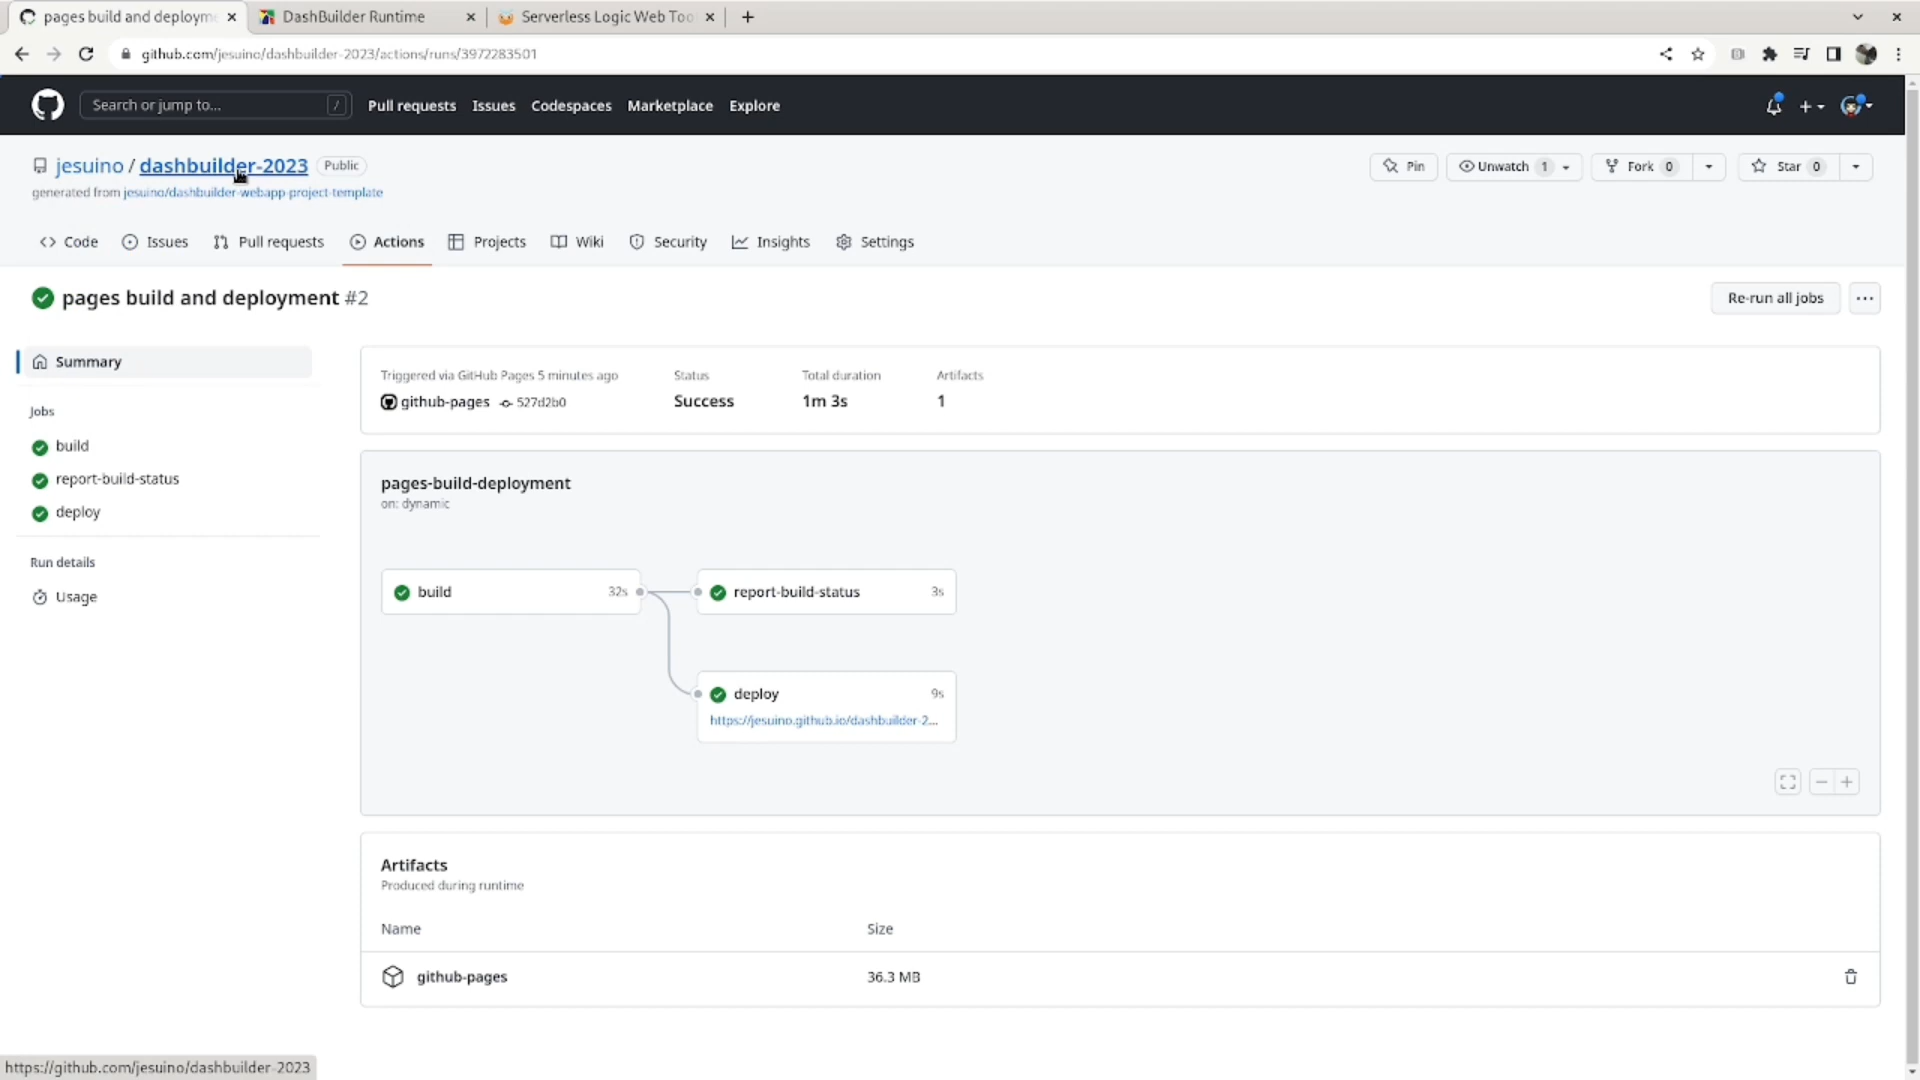 pages build and deploym
DashBuilder Runtime
Serverless Logic Web Too
github.com/jesuino/dashbuilder-2023/actions/runs/3972283501
Search or jump to... /
Pull requests Issues Codespaces Marketplace Explore
jesuino / dashbuilder-2023 Public
Pin Unwatch 1 Fork 0 Star 0
generated from jesuino/dashbuilder-webapp-project-template
Code Issues Pull requests Actions Projects Wiki Security Insights Settings
pages build and deployment #2
Re-run all jobs
Summary
Jobs
build
report-build-status
deploy
Run details
Usage
Triggered via GitHub Pages 5 minutes ago
github-pages 527d2b0
Status
Success
Total duration
1m 3s
Artifacts
1
pages-build-deployment
on: dynamic
build 32s
report-build-status 3s
deploy 9s
https://jesuino.github.io/dashbuilder-2...
Artifacts
Produced during runtime
Name Size
github-pages 36.3 MB
https://github.com/jesuino/dashbuilder-2023